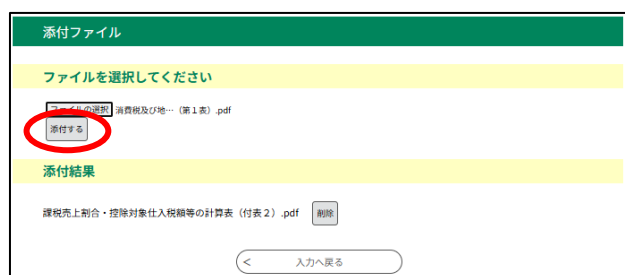 添付ファイル
ファイルを選択してください
ファイルの選択 消費税及び地…（第１表）.pdf
添付する
添付結果
課税売上割合・控除対象仕入税額等の計算表（付表２）.pdf 削除
< 入力へ戻る